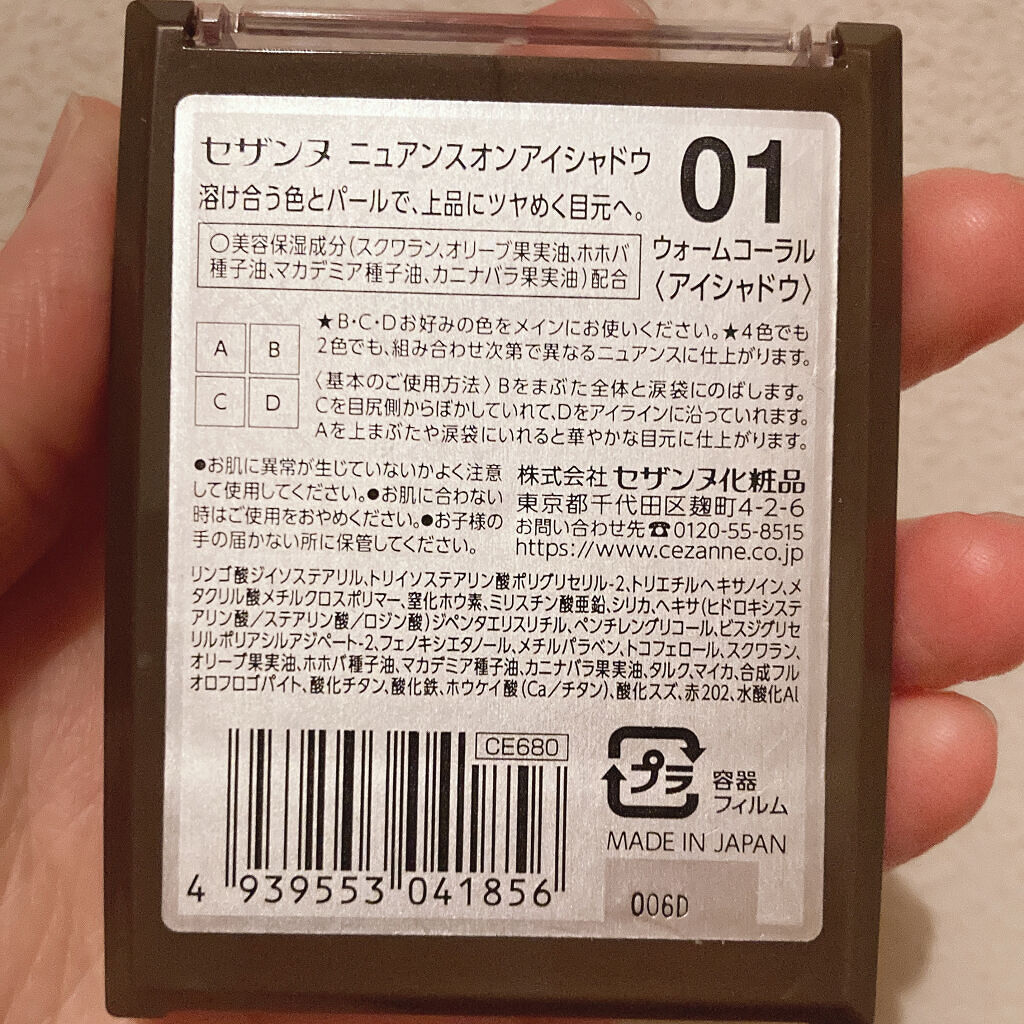 セザンヌ ニュアンスオンアイシャドウ
01
溶け合う色とパールで、上品にツヤめく目元へ。
ウォームコーラル
〈アイシャドウ〉
○美容保湿成分(スクワラン、オリーブ果実油、ホホバ
種子油、マカデミア種子油、カニナバラ果実油)配合
A B
C D
★B・C・Dお好みの色をメインにお使いください。★4色でも
2色でも、組み合わせ次第で異なるニュアンスに仕上がります。
〈基本のご使用方法〉Bをまぶた全体と涙袋にのばします。
Cを目尻側からぼかしていれて、Dをアイラインに沿っていれます。
Aを上まぶたや涙袋にいれると華やかな目元に仕上がります。
●お肌に異常が生じていないかよく注意
して使用してください。●お肌に合わない
時はご使用をおやめください。●お子様の
手の届かない所に保管してください。
株式会社 セザンヌ化粧品
東京都千代田区麹町4-2-6
お問い合わせ先☎0120-55-8515
https://www.cezanne.co.jp
リンゴ酸ジイソステアリル、トリイソステアリン酸ポリグリセリル-2、トリエチルヘキサノイン、メ
タクリル酸メチルクロスポリマー、窒化ホウ素、ミリスチン酸亜鉛、シリカ、ヘキサ(ヒドロキシステ
アリン酸/ステアリン酸/ロジン酸)ジペンタエリスリチル、ペンチレングリコール、ビスジグリセ
リルポリアシルアジペート-2、フェノキシエタノール、メチルパラベン、トコフェロール、スクワラン、
オリーブ果実油、ホホバ種子油、マカデミア種子油、カニナバラ果実油、タルク、マイカ、合成フル
オロフロゴパイト、酸化チタン、酸化鉄、ホウケイ酸(Ca/チタン)、酸化スズ、赤202、水酸化Al
CE680
4 939553 041856
プラ
容器
フィルム
MADE IN JAPAN
006D